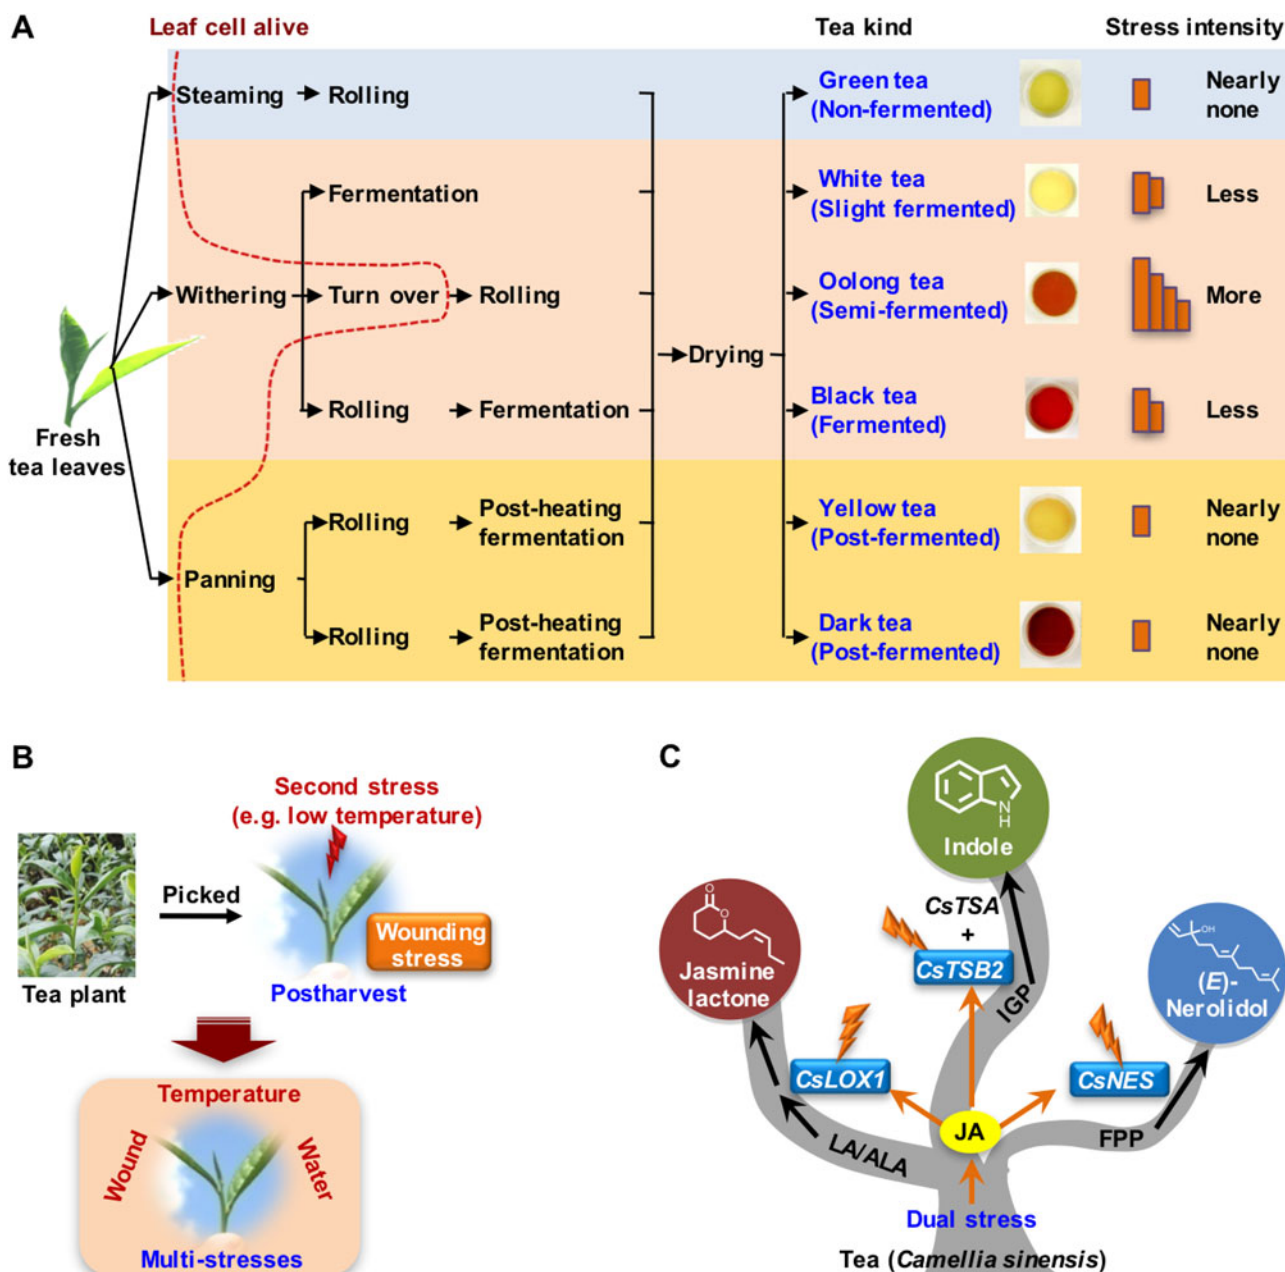 A
Leaf cell alive
Tea kind
Stress intensity
Steaming
Rolling
Green tea
(Non-fermented)
Nearly
none
Fermentation
White tea
(Slight fermented)
Less
Withering
Turn over
Rolling
Oolong tea
(Semi-fermented)
More
Drying
Rolling
Fermentation
Black tea
(Fermented)
Less
Fresh
tea leaves
Rolling
Post-heating
fermentation
Yellow tea
(Post-fermented)
Nearly
none
Panning
Rolling
Post-heating
fermentation
Dark tea
(Post-fermented)
Nearly
none
B
Second stress
(e.g. low temperature)
Picked
Wounding
stress
Tea plant
Postharvest
Temperature
Wound
Water
Multi-stresses
C
Indole
N
H
O
O
Jasmine
lactone
CsTSA
+
CsTSB2
OH
(E)-
Nerolidol
IGP
CsLOX1
CsNES
JA
LA/ALA
FPP
Dual stress
Tea (Camellia sinensis)